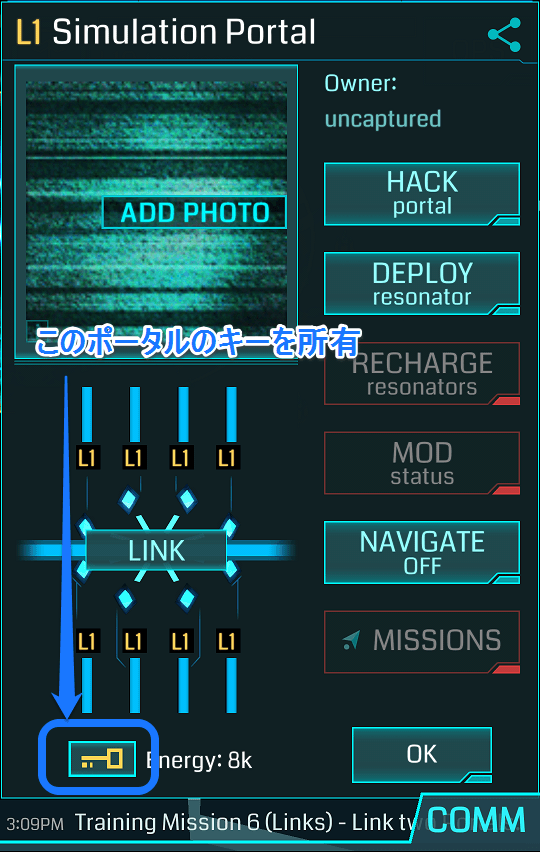 L1 Simulation Portal
Owner:
uncaptured
ADD PHOTO
HACK
portal
DEPLOY
resonator
このポータルのキーを所有
RECHARGE
resonators
L1 L1 L1 L1
MOD
status
LINK
NAVIGATE
OFF
L1 L1 L1 L1
MISSIONS
Energy: 8k
OK
3:09PM Training Mission 6 (Links) - Link two
COMM